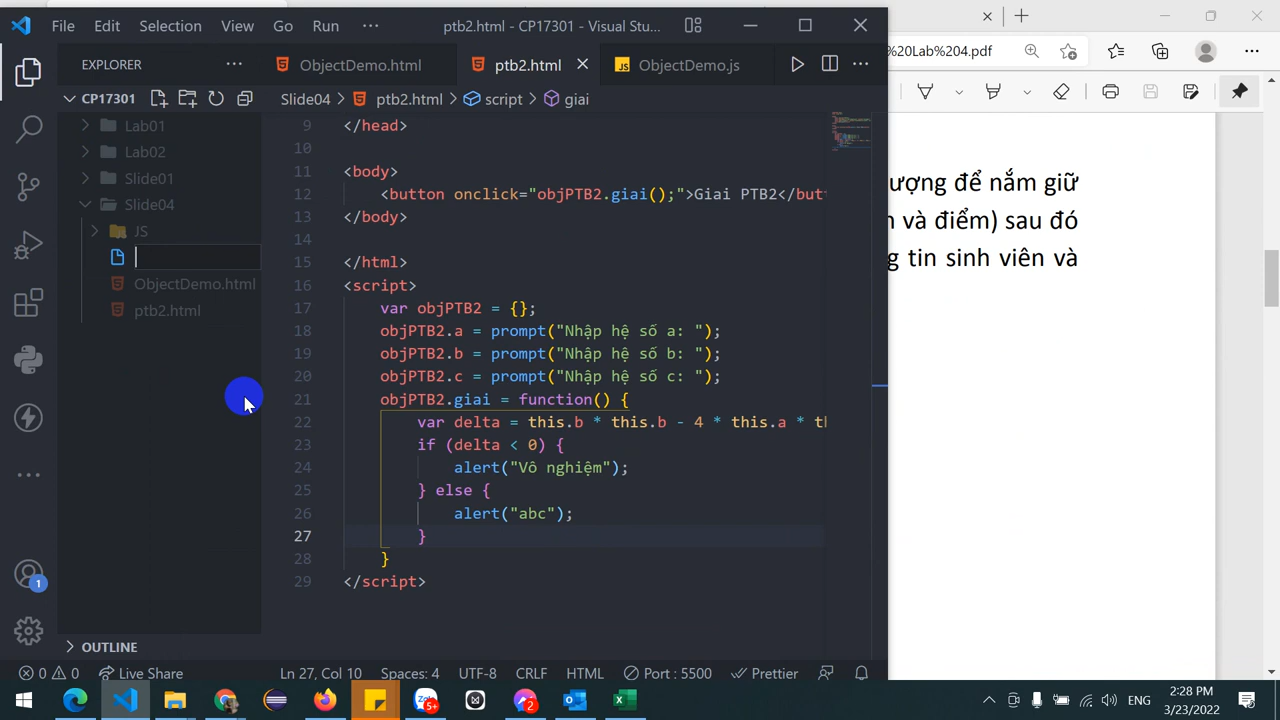 File Edit Selection View Go Run ··· ptb2.html - CP17301 - Visual Stu...
EXPLORER ···
ObjectDemo.html ptb2.html JS ObjectDemo.js
CP17301
Slide04 > ptb2.html > script > giai
Lab01
Lab02
Slide01
Slide04
JS
ObjectDemo.html
ptb2.html
9 </head>
10
11 <body>
12 <button onclick="objPTB2.giai();">Giai PTB2</butt
13 </body>
14
15 </html>
16 <script>
17 var objPTB2 = {};
18 objPTB2.a = prompt("Nhập hệ số a: ");
19 objPTB2.b = prompt("Nhập hệ số b: ");
20 objPTB2.c = prompt("Nhập hệ số c: ");
21 objPTB2.giai = function() {
22 var delta = this.b * this.b - 4 * this.a * th
23 if (delta < 0) {
24 alert("Vô nghiệm");
25 } else {
26 alert("abc");
27 }
28 }
29 </script>
OUTLINE
0 0 Live Share Ln 27, Col 10 Spaces: 4 UTF-8 CRLF HTML Port : 5500 Prettier
1
%20Lab%204.pdf
ượng để nắm giữ
và điểm) sau đó
tin sinh viên và
5+ 2 ENG
2:28 PM
3/23/2022